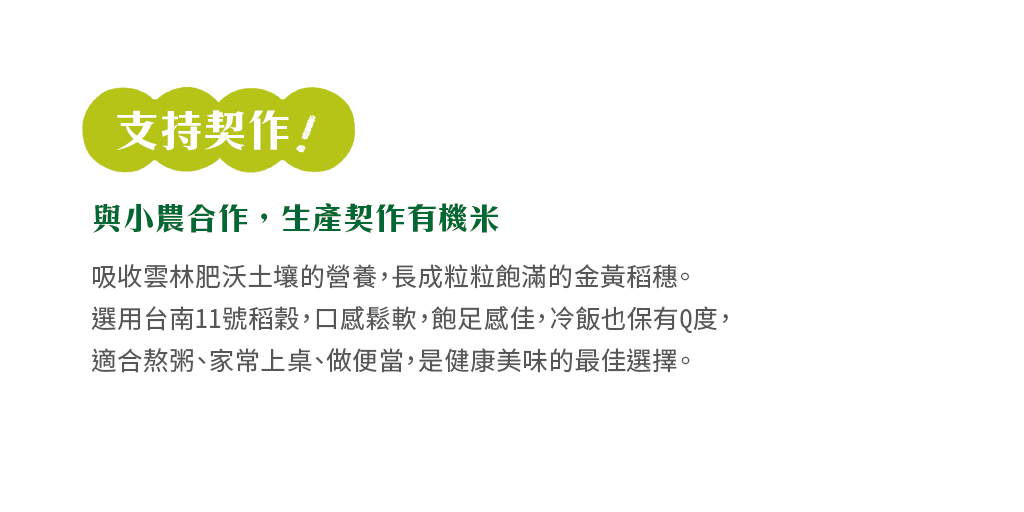 支持契作!
與小農合作，生產契作有機米
吸收雲林肥沃土壤的營養，長成粒粒飽滿的金黃稻穗。
選用台南11號稻穀，口感鬆軟，飽足感佳，冷飯也保有Q度，
適合熬粥、家常上桌、做便當，是健康美味的最佳選擇。